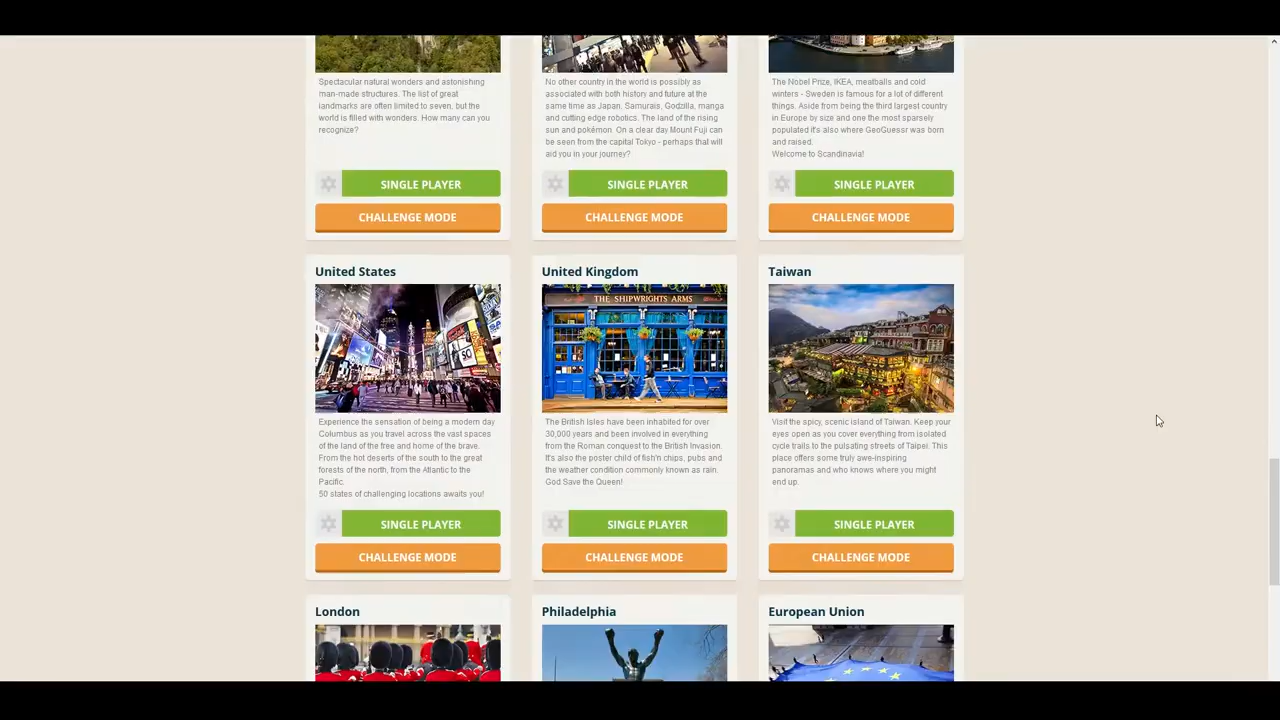 Spectacular natural wonders and astonishing
man-made structures. The list of great
landmarks are often limited to seven, but the
world is filled with wonders. How many can you
recognize?
No other country in the world is possibly as
associated with both history and future at the
same time as Japan. Samurais, Godzilla, manga
and cutting edge robotics. The land of the rising
sun and pokémon. On a clear day Mount Fuji can
be seen from the capital Tokyo - perhaps that will
aid you in your journey?
The Nobel Prize, IKEA, meatballs and cold
winters - Sweden is famous for a lot of different
things. Aside from being the third largest country
in Europe by size and one the most sparsely
populated it's also where GeoGuessr was born
and raised.
Welcome to Scandinavia!
SINGLE PLAYER
SINGLE PLAYER
SINGLE PLAYER
CHALLENGE MODE
CHALLENGE MODE
CHALLENGE MODE
United States
United Kingdom
Taiwan
THE SHIPWRIGHTS ARMS
Experience the sensation of being a modern day
Columbus as you travel across the vast spaces
of the land of the free and home of the brave.
From the hot deserts of the south to the great
forests of the north, from the Atlantic to the
Pacific.
50 states of challenging locations awaits you!
The British Isles have been inhabited for over
30,000 years and been involved in everything
from the Roman conquest to the British Invasion.
It's also the poster child of fish'n chips, pubs and
the weather condition commonly known as rain.
God Save the Queen!
Visit the spicy, scenic island of Taiwan. Keep your
eyes open as you cover everything from isolated
cycle trails to the pulsating streets of Taipei. This
place offers some truly awe-inspiring
panoramas and who knows where you might
end up.
SINGLE PLAYER
SINGLE PLAYER
SINGLE PLAYER
CHALLENGE MODE
CHALLENGE MODE
CHALLENGE MODE
London
Philadelphia
European Union